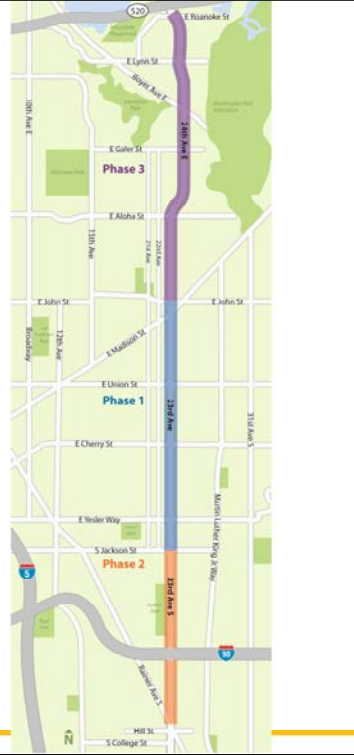 520
E Roanoke St
E Lynn St
Boyer Ave E
24th Ave E
10th Ave E
E Galer St
Phase 3
E Aloha St
15th Ave
21st Ave
22nd Ave
E John St
E John St
Broadway
12th Ave
E Madison St
E Union St
Phase 1
23rd Ave
31st Ave S
E Cherry St
E Yesler Way
Martin Luther King Jr Way
S Jackson St
Phase 2
5
23rd Ave S
90
Rainier Ave S
Hill St
N
S College St